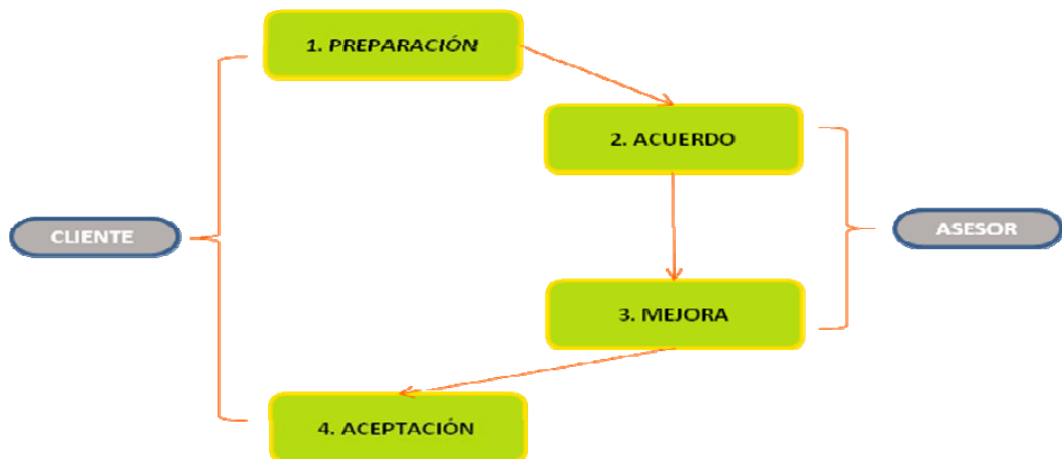 1. PREPARACIÓN
2. ACUERDO
CLIENTE
ASESOR
3. MEJORA
4. ACEPTACIÓN